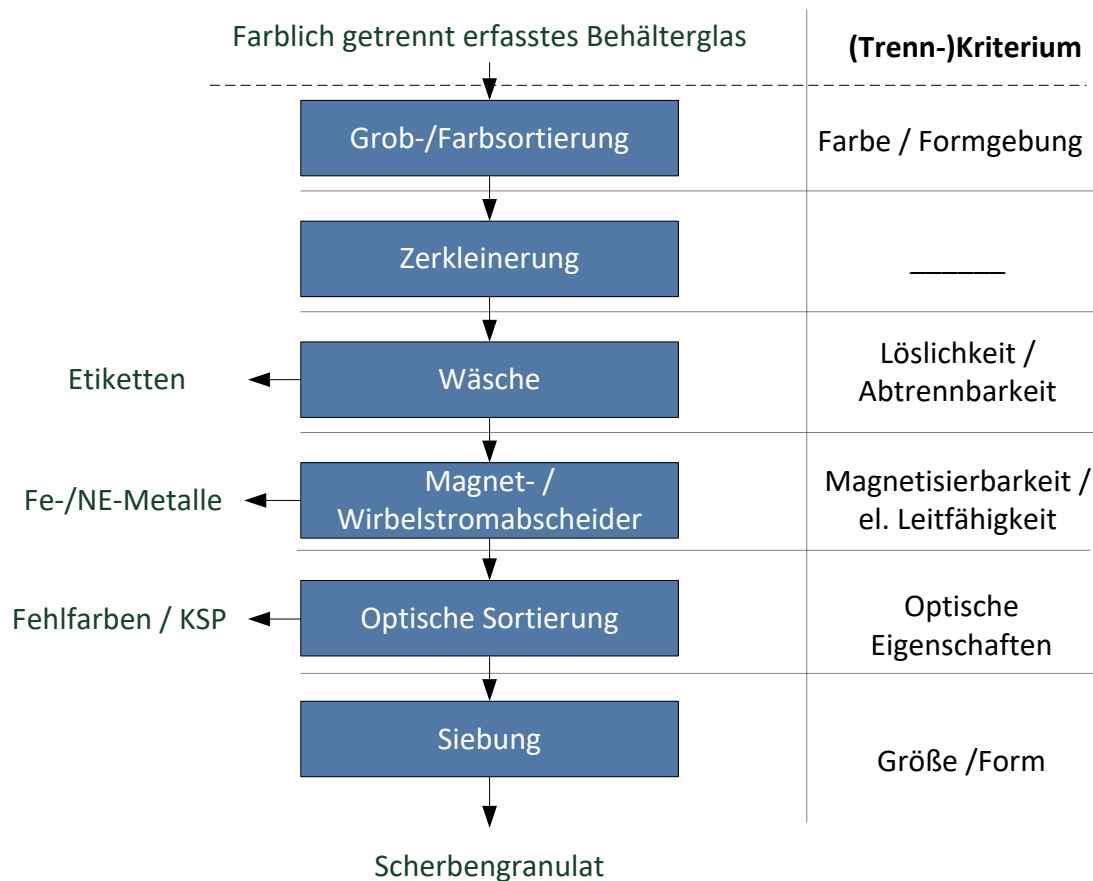 Farblich getrennt erfasstes Behälterglas
(Trenn-)Kriterium
Grob-/Farbsortierung
Farbe / Formgebung
Zerkleinerung
______
Etiketten
Wäsche
Löslichkeit /
Abtrennbarkeit
Fe-/NE-Metalle
Magnet- /
Wirbelstromabscheider
Magnetisierbarkeit /
el. Leitfähigkeit
Fehlfarben / KSP
Optische Sortierung
Optische
Eigenschaften
Siebung
Größe /Form
Scherbengranulat